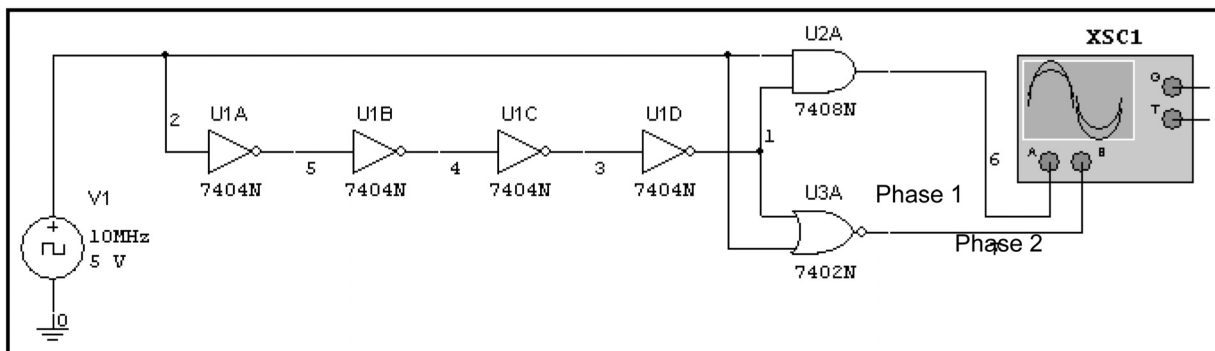 U2A
XSC1
7408N
G
T
A
B
U1A
U1B
U1C
U1D
2
5
4
3
1
6
7404N
7404N
7404N
7404N
U3A
Phase 1
Phase 2
7402N
V1
10MHz
5 V
0